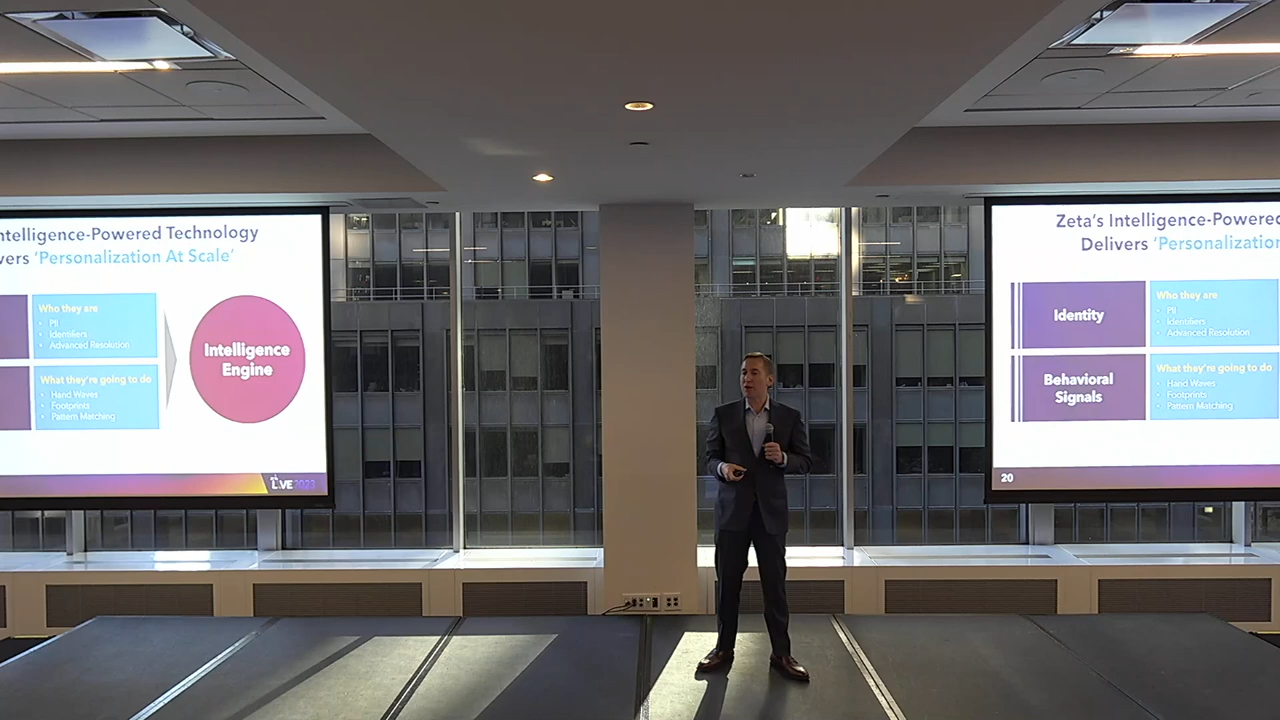 ntelligence-Powered Technology
vers 'Personalization At Scale'
Who they are
• PII
• Identifiers
• Advanced Resolution
What they're going to do
• Hand Waves
• Footprints
• Pattern Matching
Intelligence
Engine
LIVE2023
Zeta's Intelligence-Powered
Delivers 'Personalization
Identity
Who they are
• PII
• Identifiers
• Advanced Resolution
Behavioral
Signals
What they're going to do
• Hand Waves
• Footprints
• Pattern Matching
20